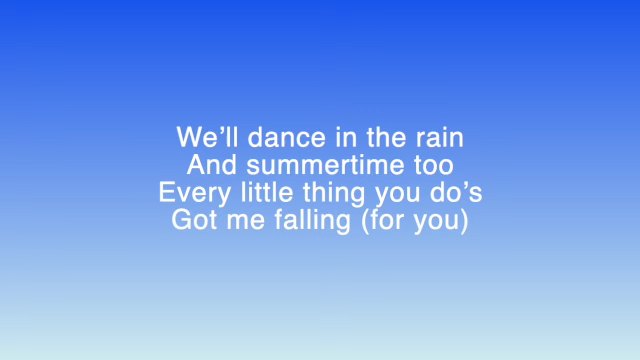 We’ll dance in the rain
And summertime too
Every little thing you do’s
Got me falling (for you)